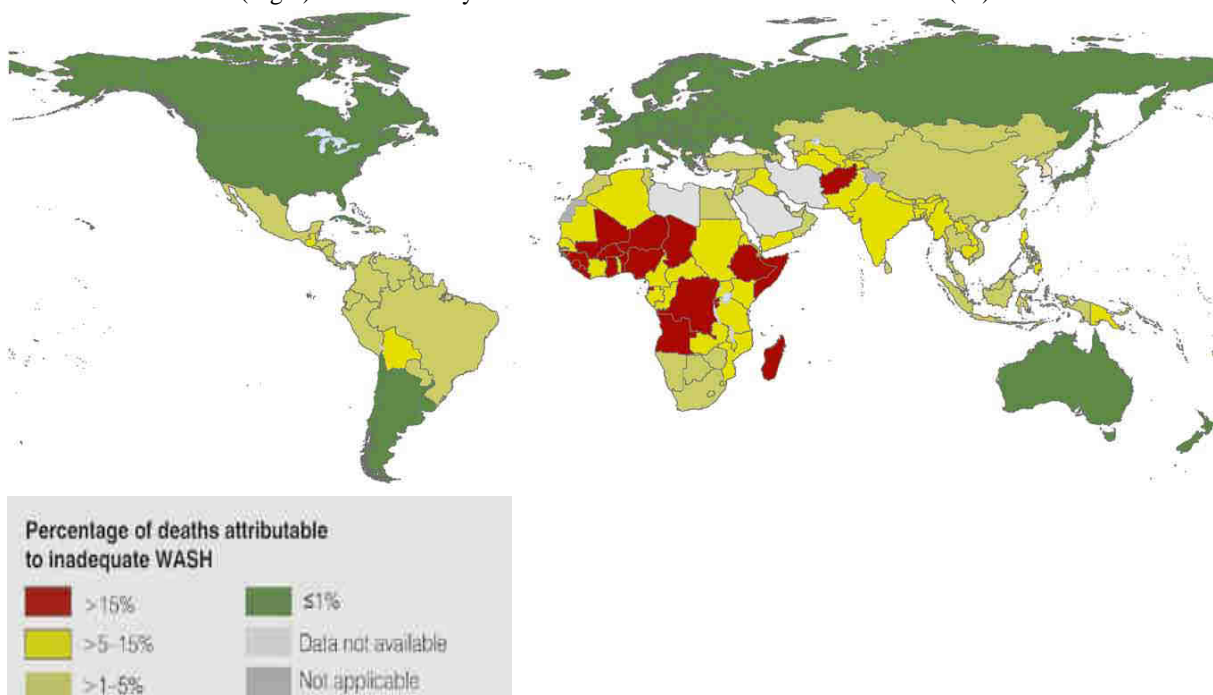 Percentage of deaths attributable
to inadequate WASH
>15%
≤1%
>5–15%
Data not available
>1–5%
Not applicable